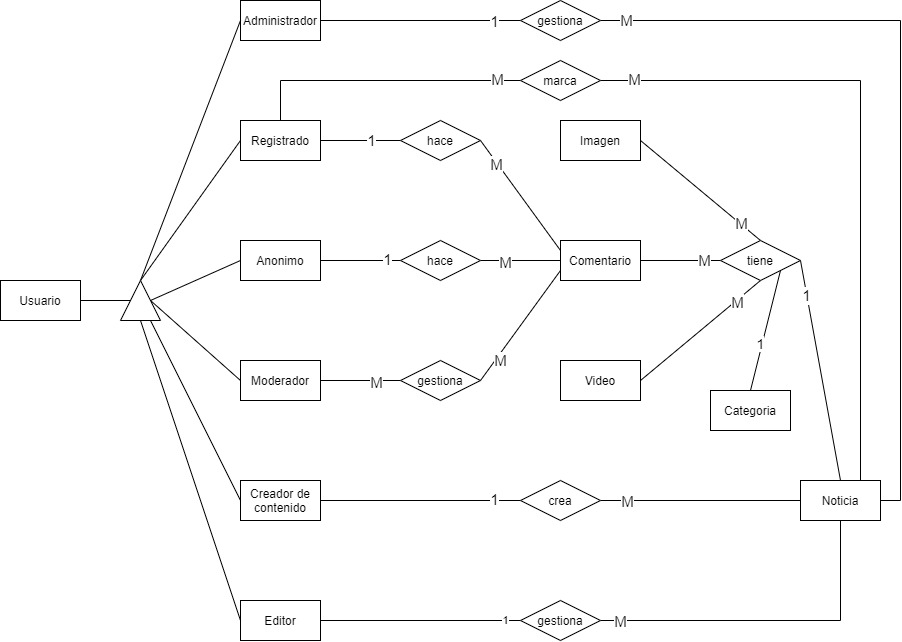 Administrador
1
gestiona
M
M
marca
M
Registrado
1
hace
M
Imagen
M
Anonimo
1
hace
M
Comentario
M
tiene
1
Usuario
M
Moderador
M
gestiona
M
Video
1
Categoria
Creador de
contenido
1
crea
M
Noticia
Editor
1
gestiona
M